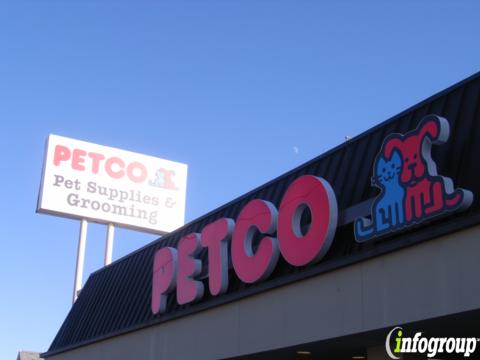 PETCO
Pet Supplies &
Grooming
PETCO
infogroup